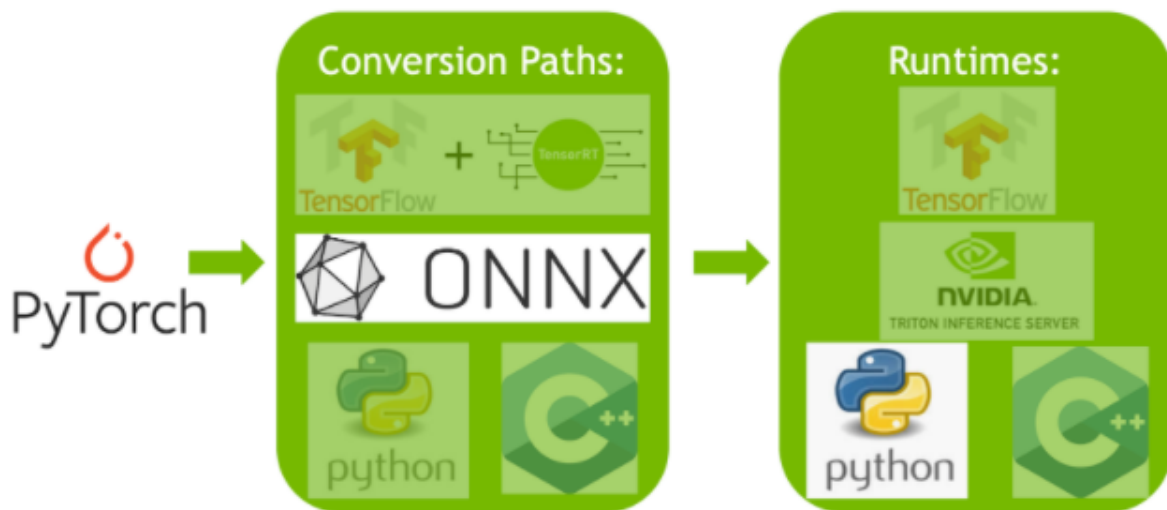 Conversion Paths:
TensorRT
+
TensorFlow
ONNX
python
C++
PyTorch
Runtimes:
TensorFlow
NVIDIA.
TRITON INFERENCE SERVER
python
C++